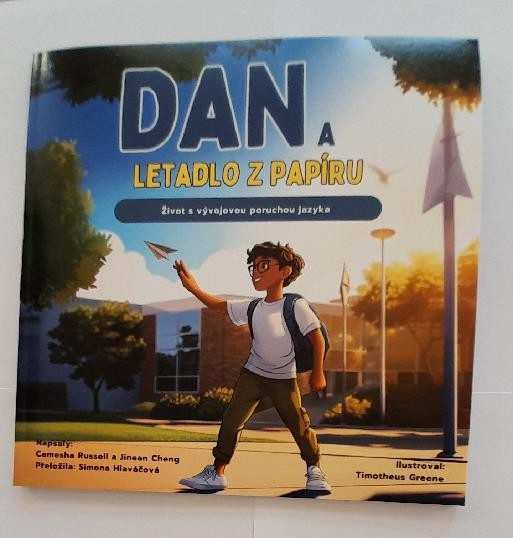 DAN A
LETADLO Z PAPÍRU
Život s vývojovou poruchou jazyka
Napsaly:
Camesha Russell a Jinean Cheng
Přeložila: Simona Hlaváčová
Ilustroval:
Timotheus Greene